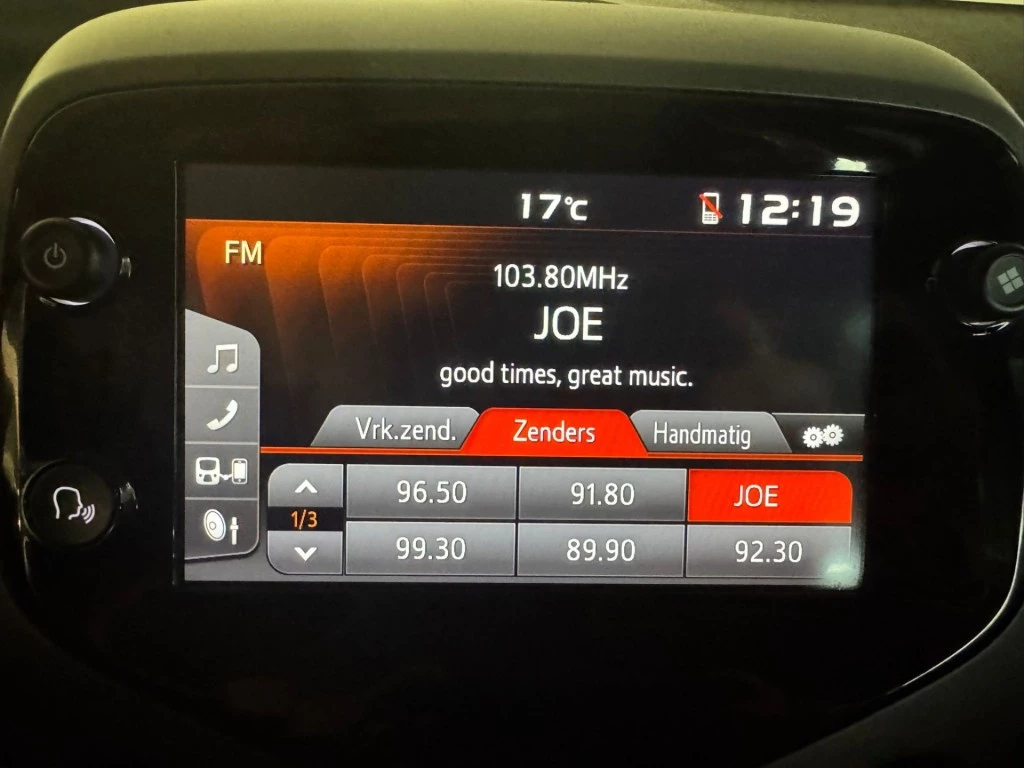 17°C 12:19
FM
103.80MHz
JOE
good times, great music.
Vrk.zend. Zenders Handmatig
96.50 91.80 JOE
1/3
99.30 89.90 92.30